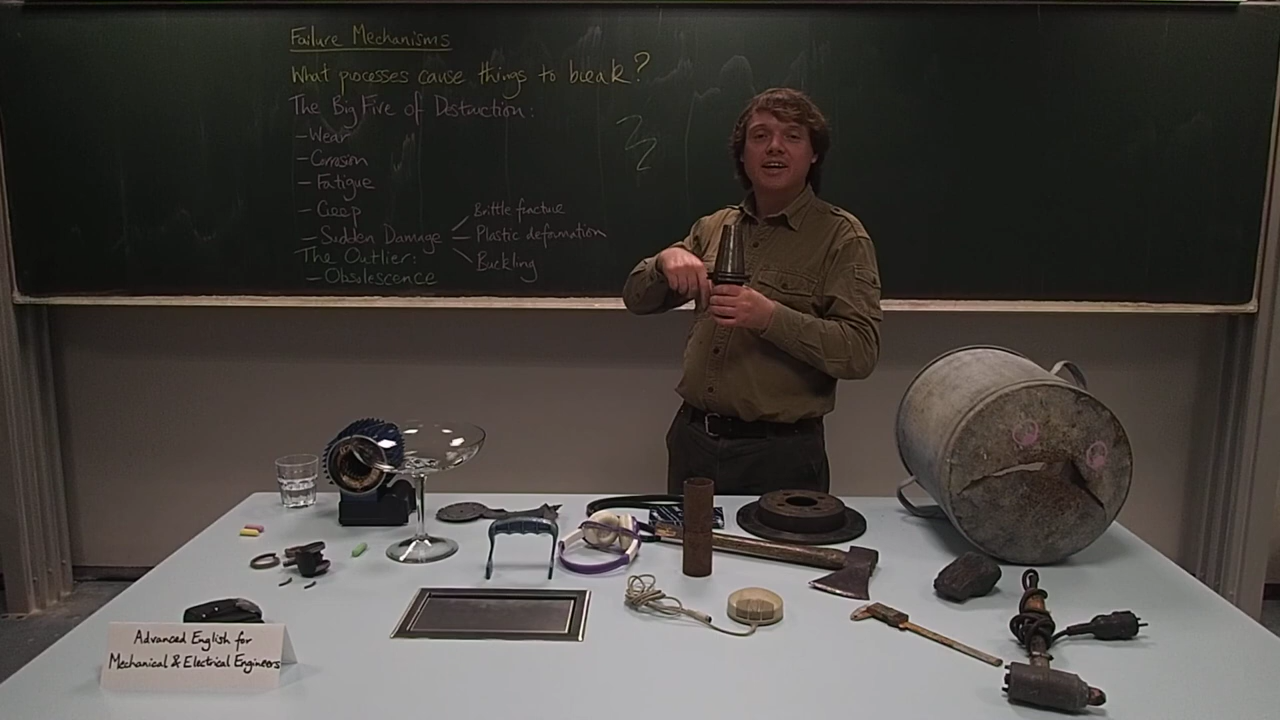 Failure Mechanisms
What processes cause things to break?
The Big Five of Destruction:
- Wear
- Corrosion
- Fatigue
- Creep
- Sudden Damage
Brittle fracture
Plastic deformation
Buckling
The Outlier:
- Obsolescence
Advanced English for
Mechanical & Electrical Engineers